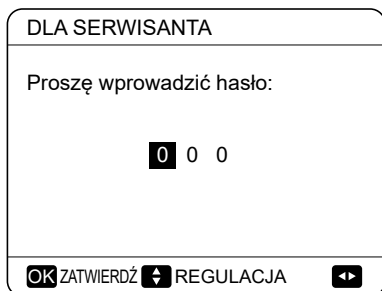 DLA SERWISANTA
Proszę wprowadzić hasło:
0 0 0
OK ZATWIERDŹ REGULACJA